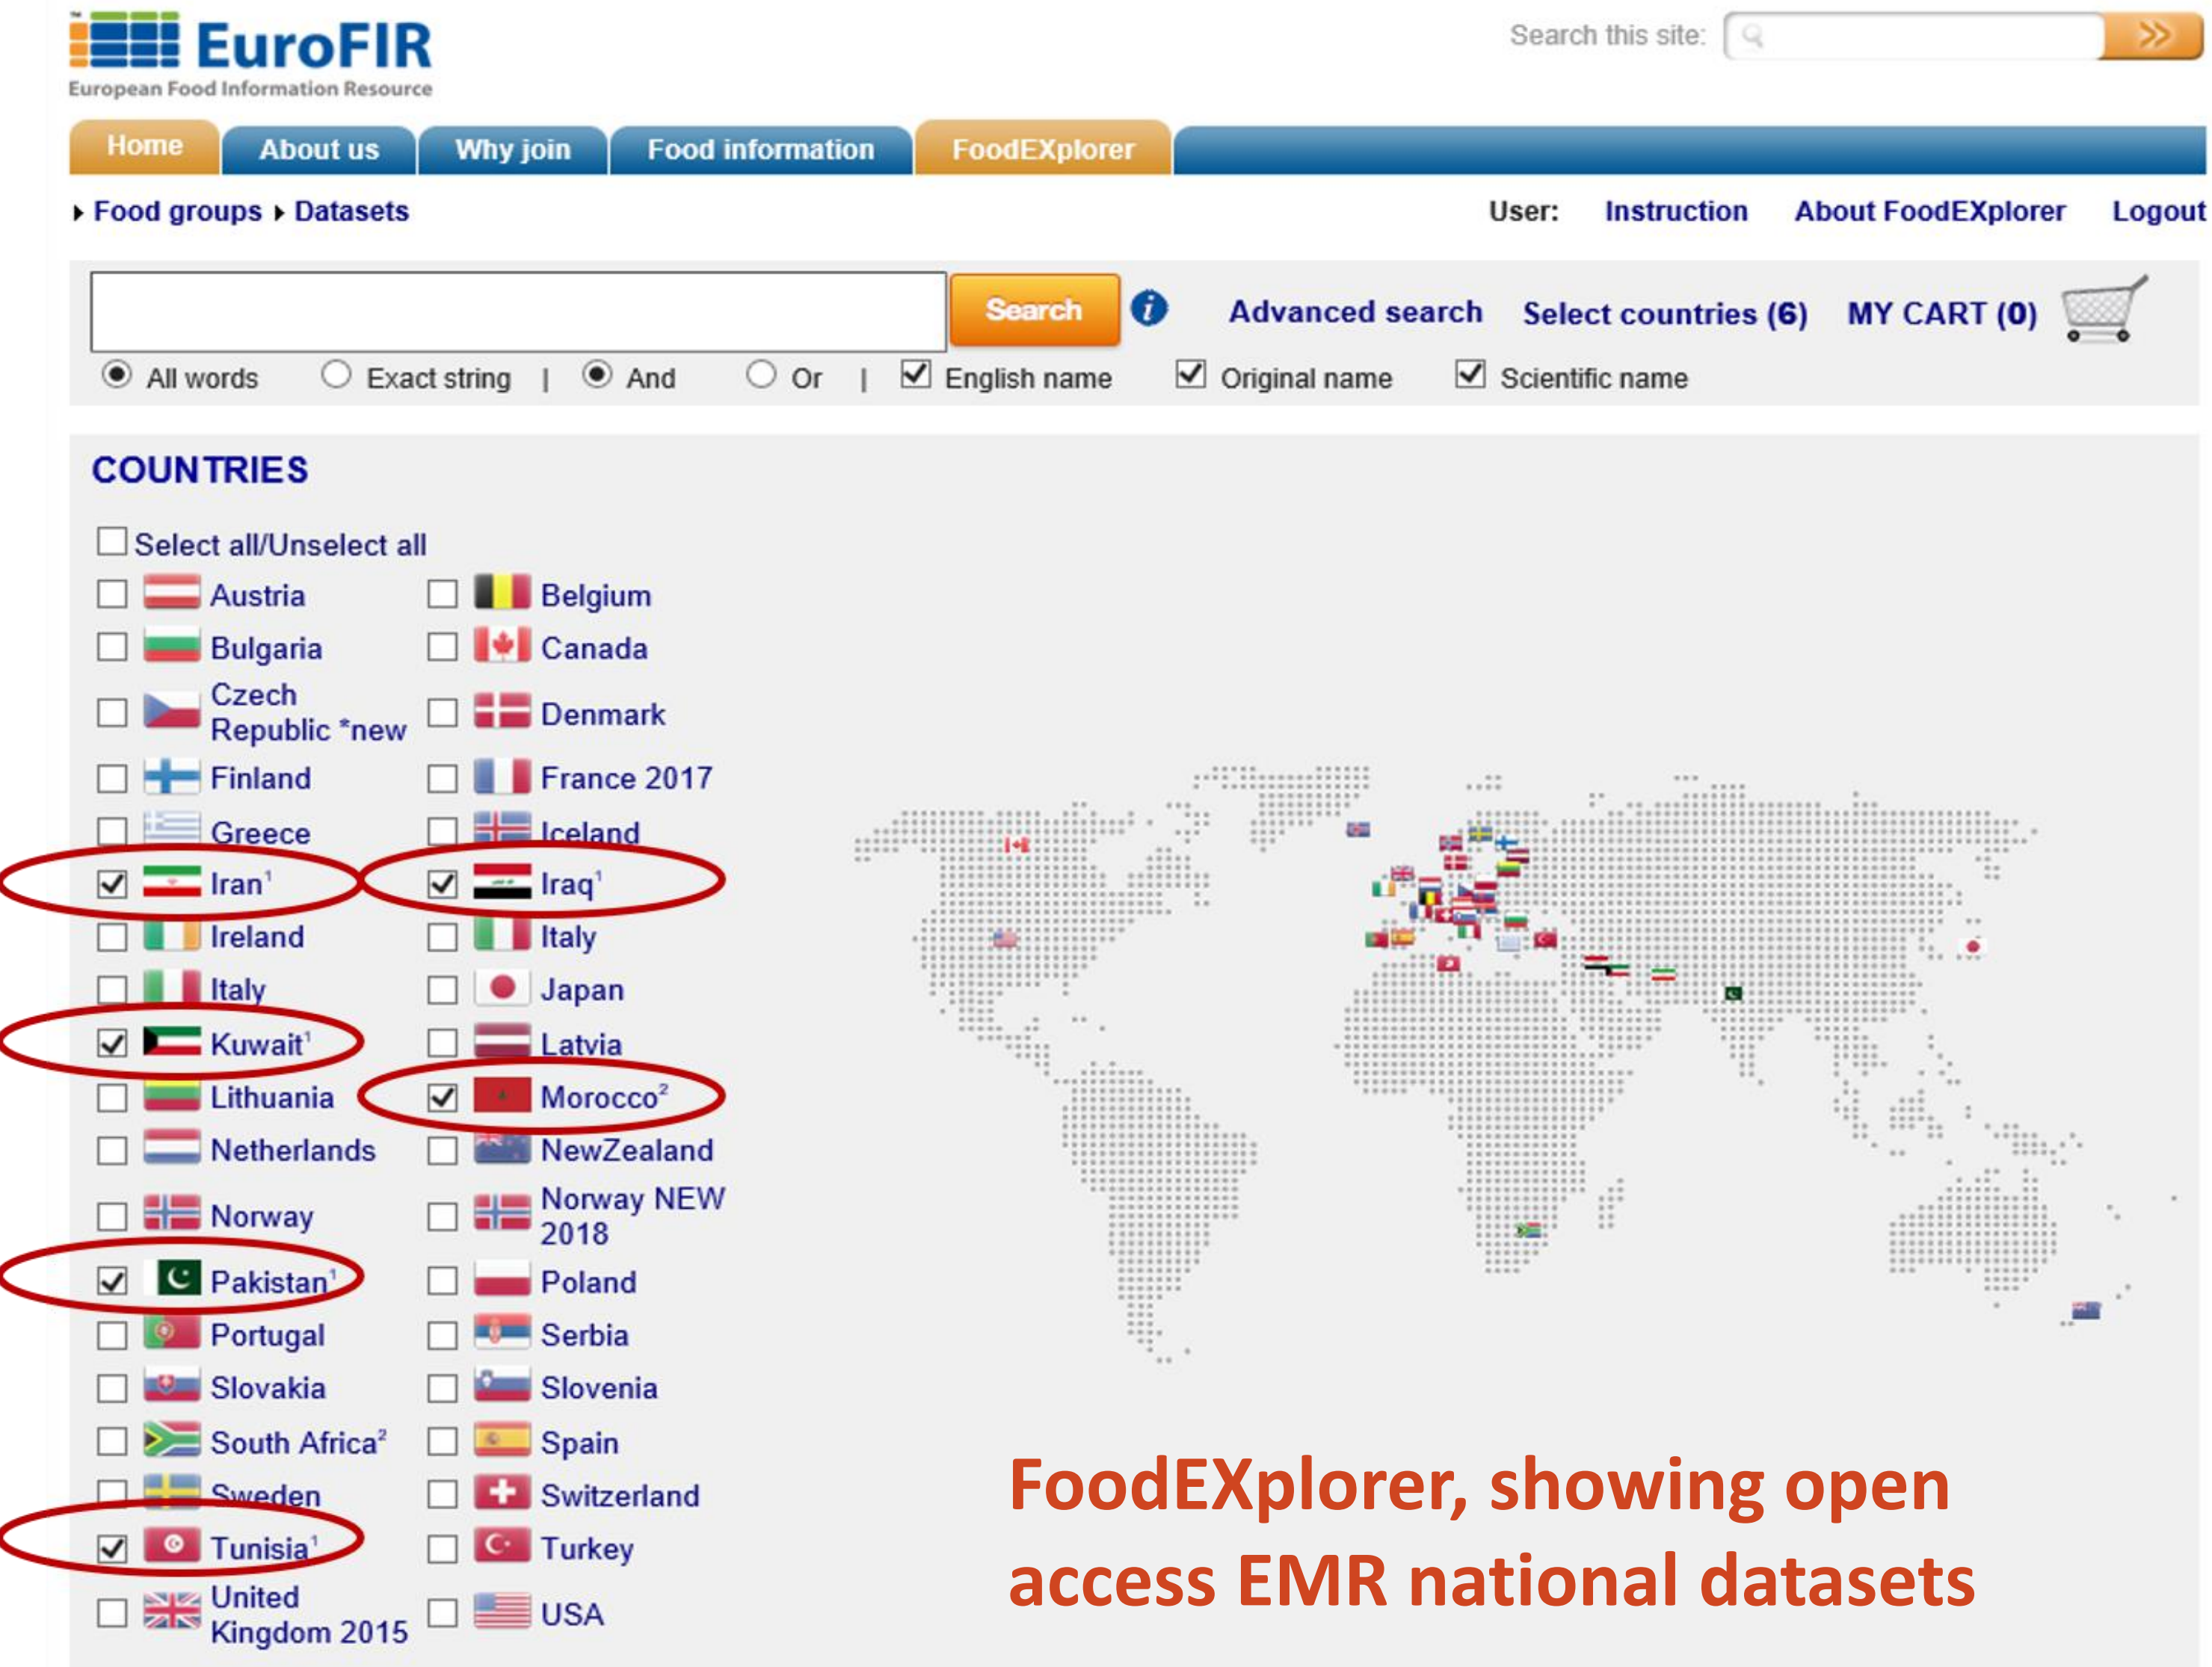 ™
EuroFIR
European Food Information Resource
Search this site:
Home About us Why join Food information FoodEXplorer
Food groups Datasets User: Instruction About FoodEXplorer Logout
Search i Advanced search Select countries (6) MY CART (0)
All words Exact string | And Or | English name Original name Scientific name
COUNTRIES
Select all/Unselect all
Austria Belgium
Bulgaria Canada
Czech
Republic *new Denmark
Finland France 2017
Greece Iceland
Iran¹ Iraq¹
Ireland Italy
Italy Japan
Kuwait¹ Latvia
Lithuania Morocco²
Netherlands NewZealand
Norway Norway NEW
2018
Pakistan¹ Poland
Portugal Serbia
Slovakia Slovenia
South Africa² Spain
Sweden Switzerland
Tunisia¹ Turkey
United
Kingdom 2015 USA
FoodEXplorer, showing open
access EMR national datasets